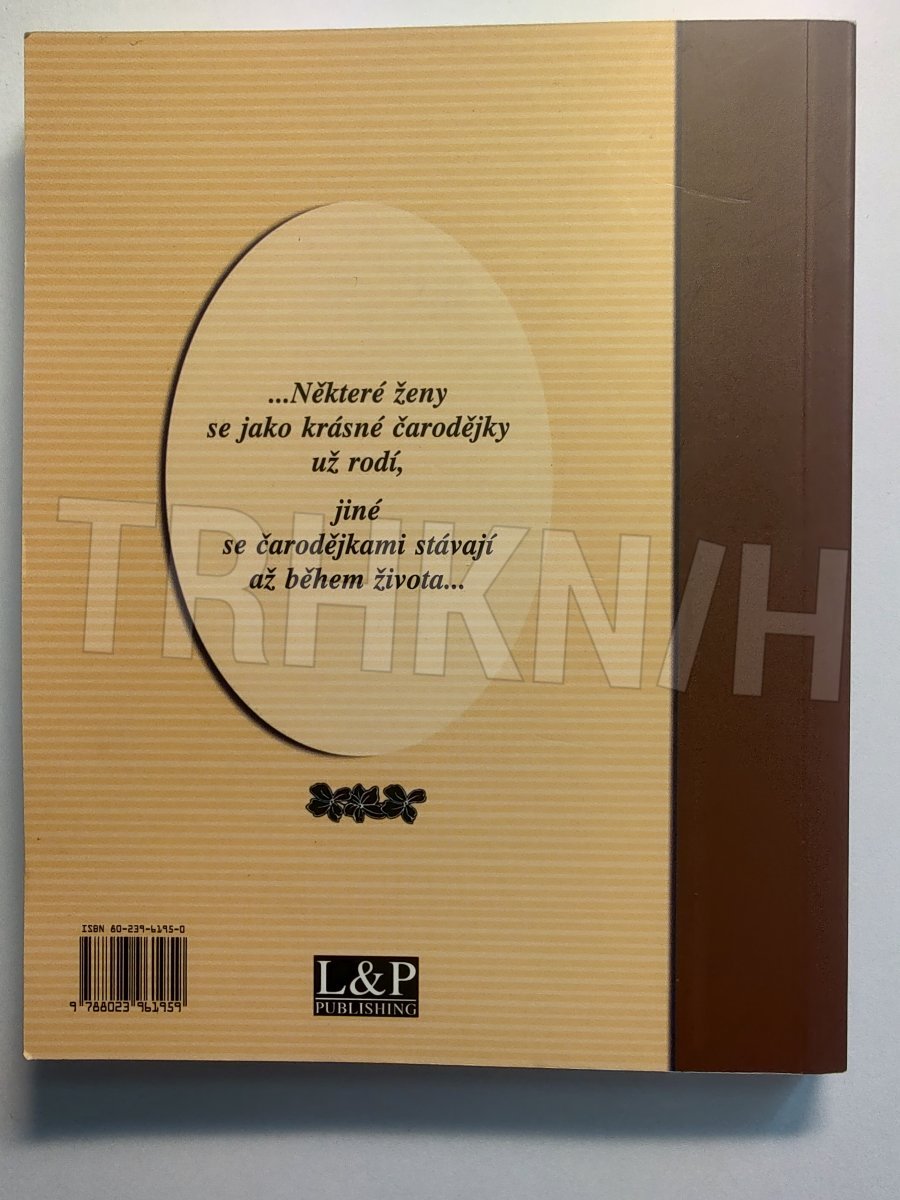 ...Některé ženy
se jako krásné čarodějky
už rodí,
jiné
se čarodějkami stávají
až během života...
TRHKN/H
ISBN 80-239-6195-0
9 788023 961959
L&P
PUBLISHING